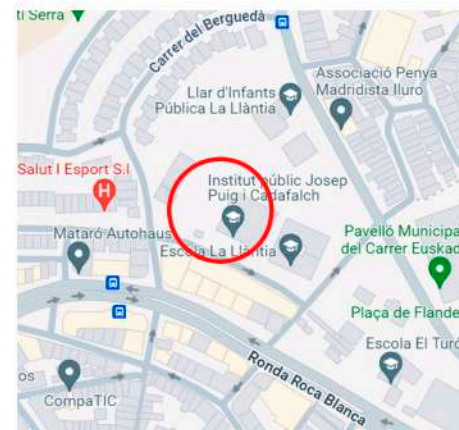 ti Serra
Carrer del Berguedà
Llar d'Infants
Pública La Llàntia
Associació Penya
Madridista Iluro
Salut I Esport S.l
H
Institut públic Josep
Puig i Cadafalch
Mataró Autohaus
Escola La Llàntia
Pavelló Municipa
del Carrer Euskad
Plaça de Flande
Escola El Turó
Ronda Roca Blanca
os
CompaTIC